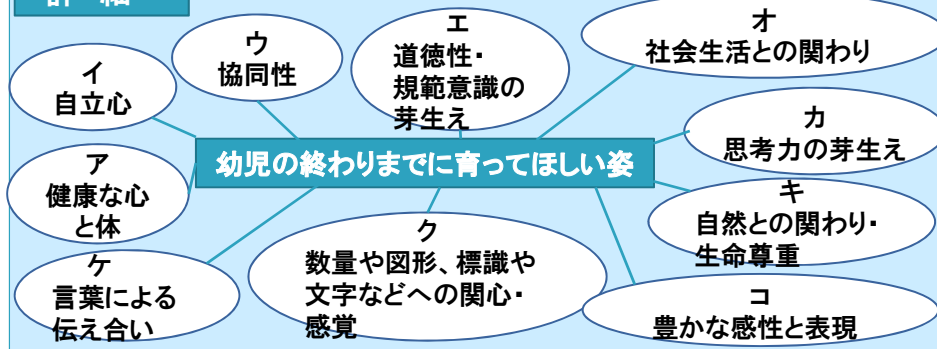 詳 細
ウ
協同性
エ
道徳性・
規範意識の
芽生え
オ
社会生活との関わり
イ
自立心
カ
思考力の芽生え
幼児の終わりまでに育ってほしい姿
ア
健康な心
と体
キ
自然との関わり・
生命尊重
ク
数量や図形、標識や
文字などへの関心・
感覚
ケ
言葉による
伝え合い
コ
豊かな感性と表現